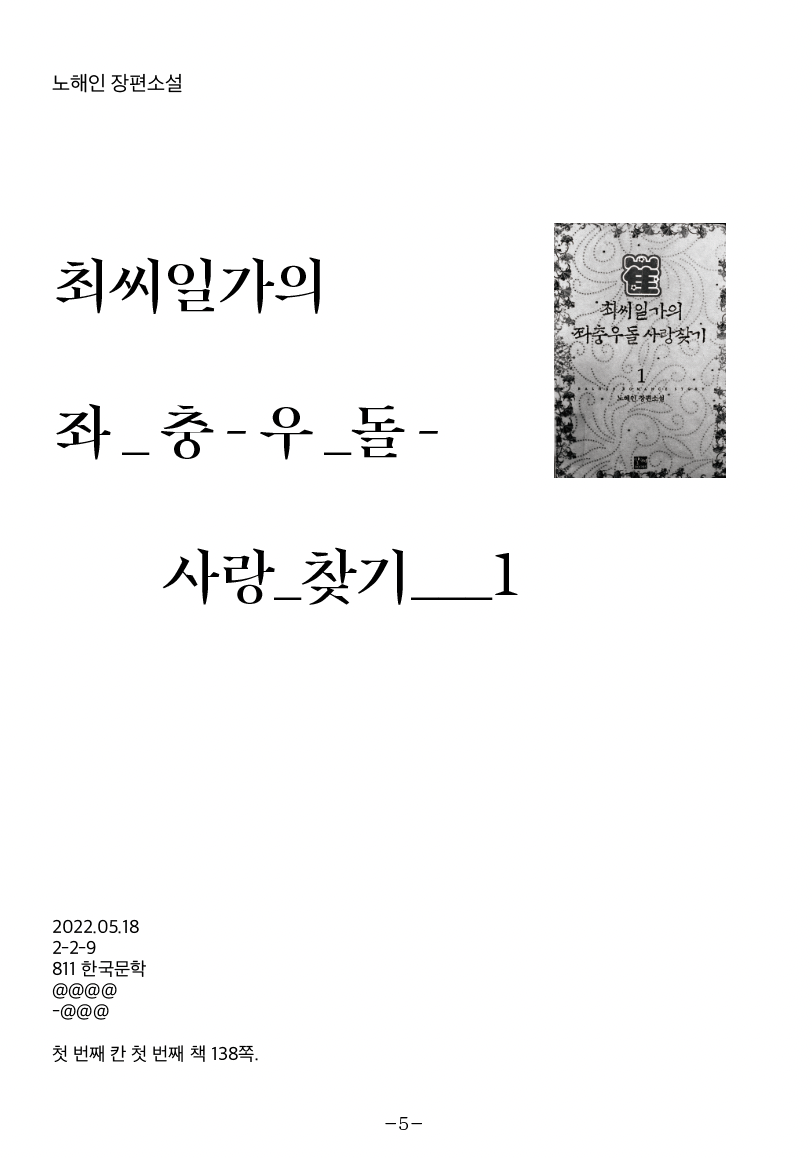 노해인 장편소설
최씨일가의
좌 _ 충 - 우 _돌 -
사랑_찾기___1
崔
최씨일가의
좌충우돌 사랑찾기
1
노해인 장편소설
2022.05.18
2-2-9
811 한국문학
@@@@
-@@@
첫 번째 칸 첫 번째 책 138쪽.
-5-